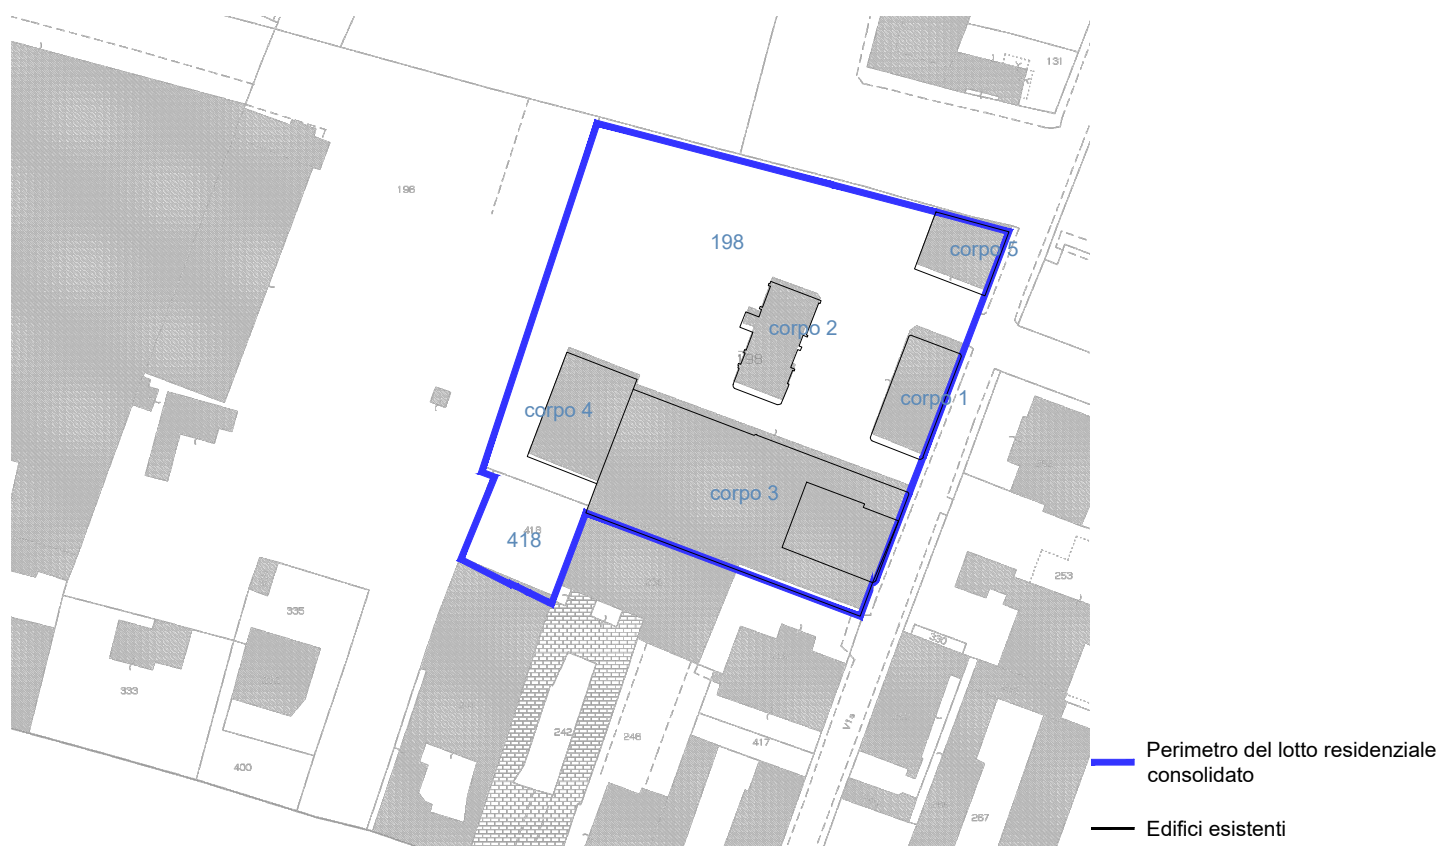 131
196
198
corpo 5
corpo 2
198
corpo 4
corpo 1
corpo 3
418
418
253
335
330
333
242
248
417
Via
400
267
Perimetro del lotto residenziale
consolidato
Edifici esistenti